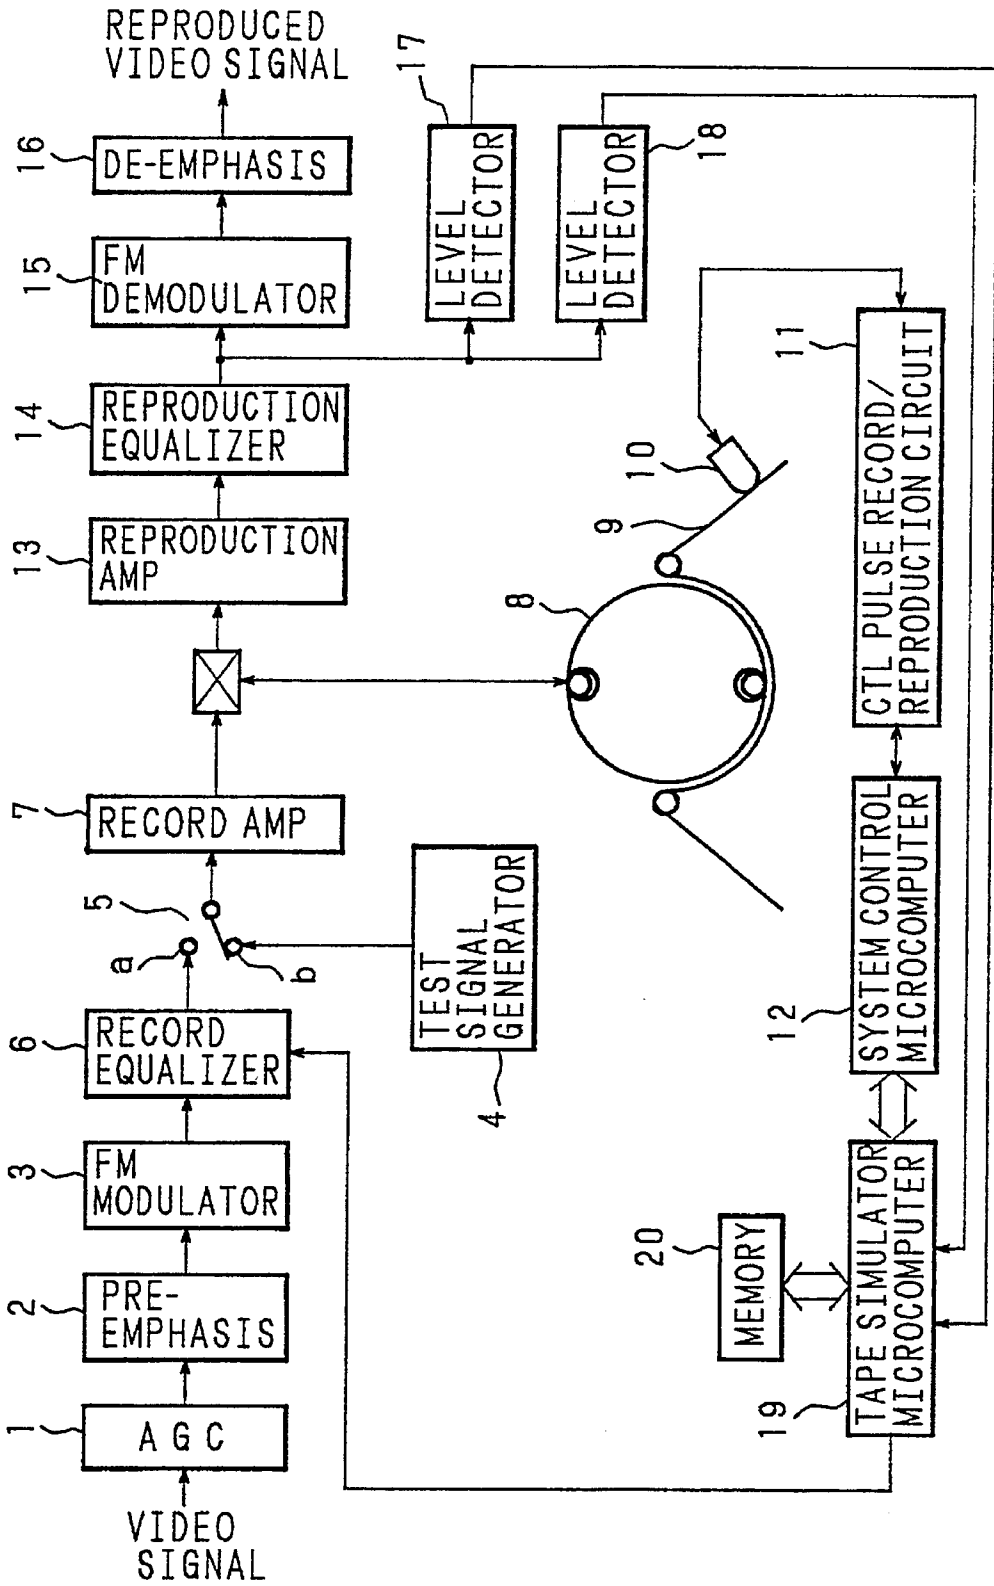 VIDEO
SIGNAL
1
A G C
2
PRE-
EMPHASIS
3
FM
MODULATOR
6
RECORD
EQUALIZER
a
b
5
4
TEST
SIGNAL
GENERATOR
7
RECORD AMP
13
REPRODUCTION
AMP
14
REPRODUCTION
EQUALIZER
15
FM
DEMODULATOR
16
DE-EMPHASIS
REPRODUCED
VIDEO SIGNAL
17
LEVEL
DETECTOR
18
LEVEL
DETECTOR
8
9
10
11
CTL PULSE RECORD/
REPRODUCTION CIRCUIT
12
SYSTEM CONTROL
MICROCOMPUTER
19
TAPE SIMULATOR
MICROCOMPUTER
20
MEMORY